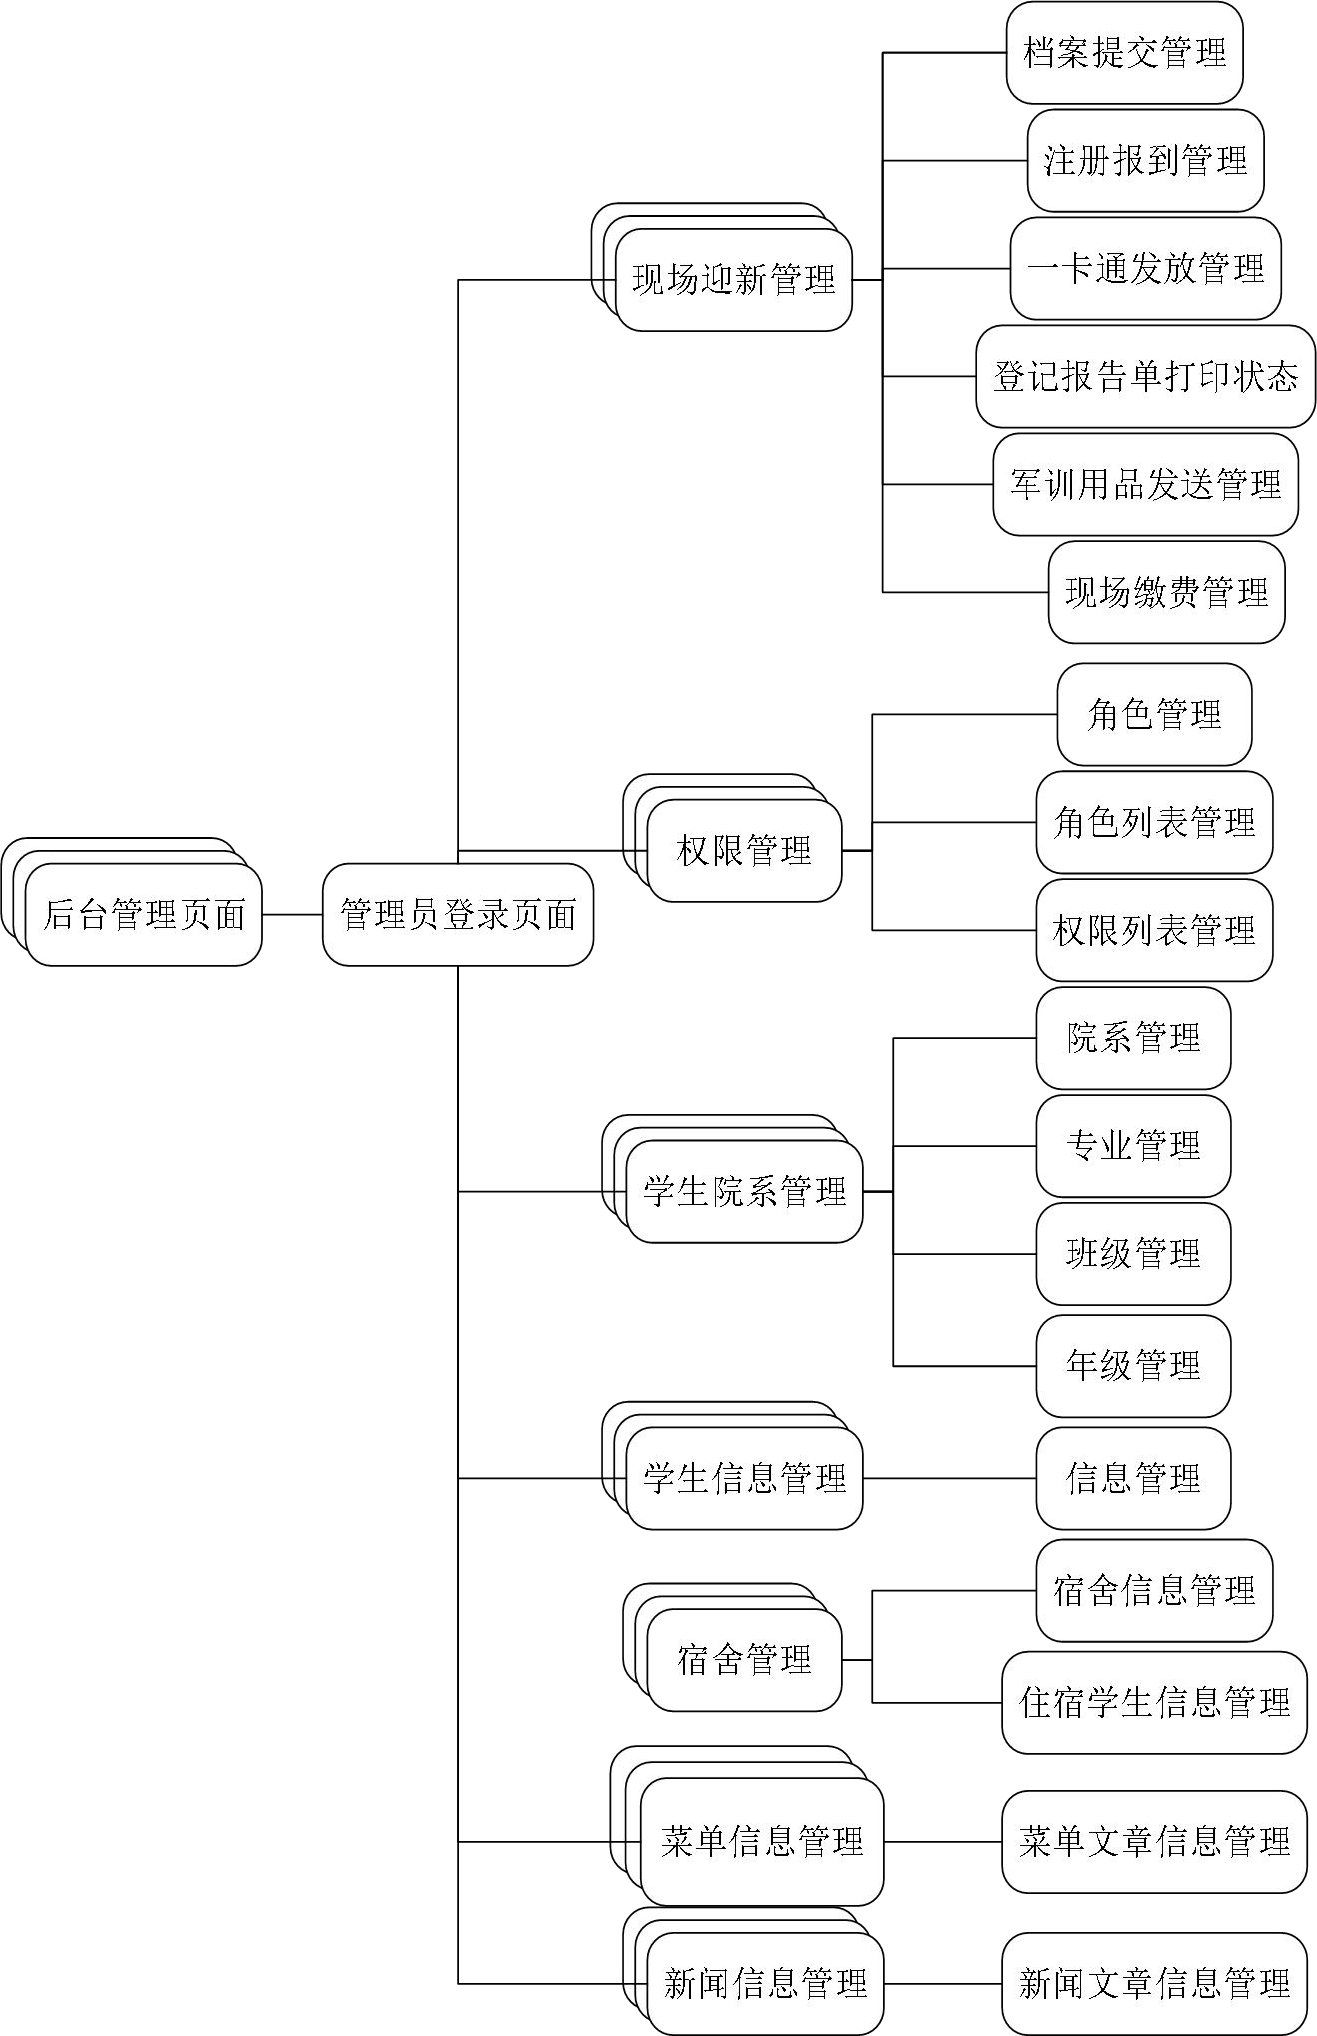 后台管理页面
管理员登录页面
现场迎新管理
档案提交管理
注册报到管理
一卡通发放管理
登记报告单打印状态
军训用品发送管理
现场缴费管理
权限管理
角色管理
角色列表管理
权限列表管理
学生院系管理
院系管理
专业管理
班级管理
年级管理
学生信息管理
信息管理
宿舍管理
宿舍信息管理
住宿学生信息管理
菜单信息管理
菜单文章信息管理
新闻信息管理
新闻文章信息管理